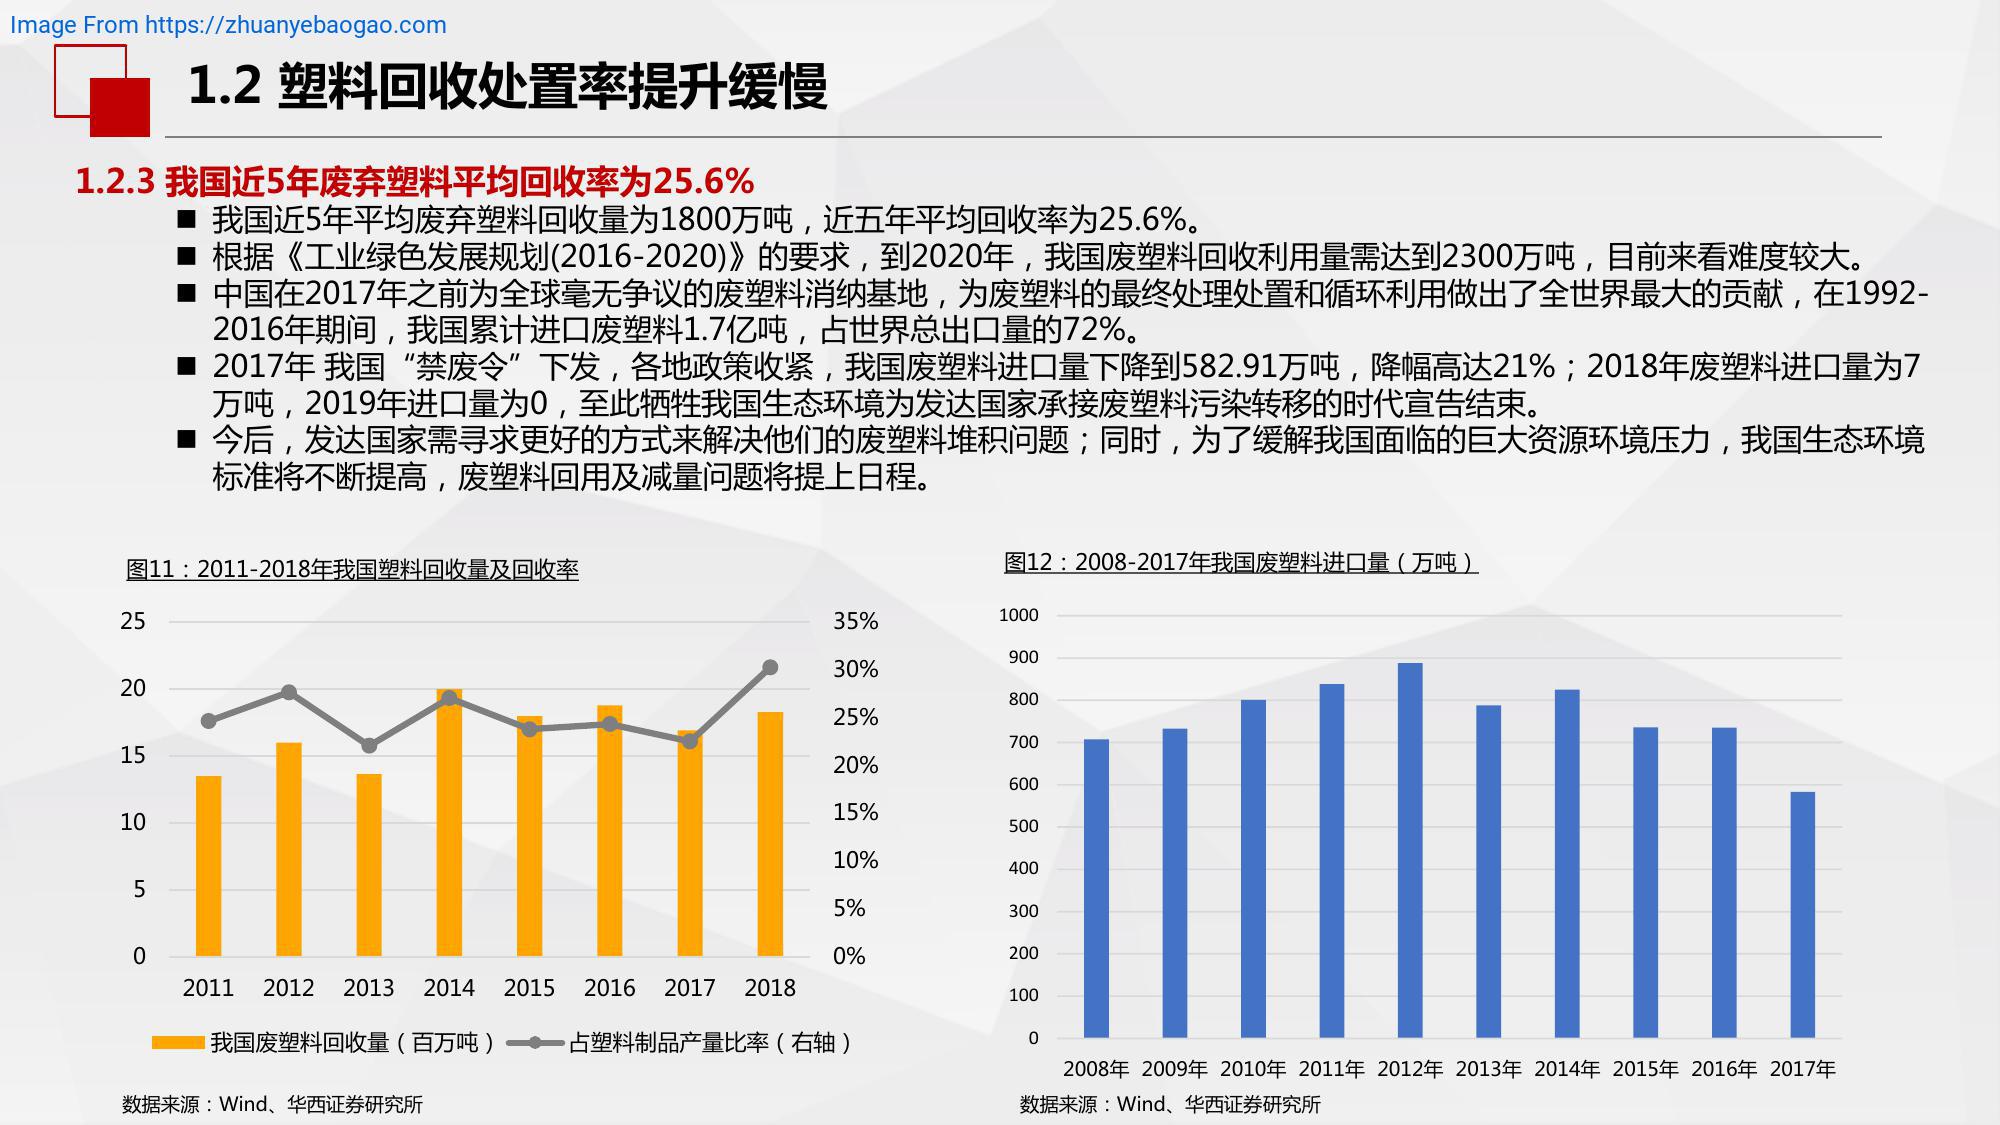 Image From https://zhuanyebaogao.com
1.2 塑料回收处置率提升缓慢
1.2.3 我国近5年废弃塑料平均回收率为25.6%
■ 我国近5年平均废弃塑料回收量为1800万吨，近五年平均回收率为25.6%。
■ 根据《工业绿色发展规划(2016-2020)》的要求，到2020年，我国废塑料回收利用量需达到2300万吨，目前来看难度较大。
■ 中国在2017年之前为全球毫无争议的废塑料消纳基地，为废塑料的最终处理处置和循环利用做出了全世界最大的贡献，在1992-
2016年期间，我国累计进口废塑料1.7亿吨，占世界总出口量的72%。
■ 2017年 我国“禁废令”下发，各地政策收紧，我国废塑料进口量下降到582.91万吨，降幅高达21%；2018年废塑料进口量为7
万吨，2019年进口量为0，至此牺牲我国生态环境为发达国家承接废塑料污染转移的时代宣告结束。
■ 今后，发达国家需寻求更好的方式来解决他们的废塑料堆积问题；同时，为了缓解我国面临的巨大资源环境压力，我国生态环境
标准将不断提高，废塑料回用及减量问题将提上日程。
图11：2011-2018年我国塑料回收量及回收率
25
20
15
10
5
0
35%
30%
25%
20%
15%
10%
5%
0%
2011 2012 2013 2014 2015 2016 2017 2018
我国废塑料回收量（百万吨） 占塑料制品产量比率（右轴）
数据来源：Wind、华西证券研究所
图12：2008-2017年我国废塑料进口量（万吨）
1000
900
800
700
600
500
400
300
200
100
0
2008年 2009年 2010年 2011年 2012年 2013年 2014年 2015年 2016年 2017年
数据来源：Wind、华西证券研究所